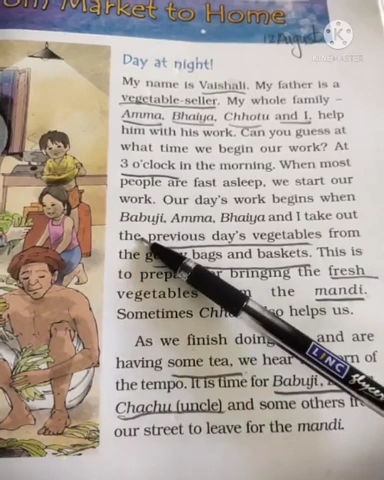 om Market to Home
12 August
KINEMASTER
Day at night!
My name is Vaishali. My father is a
vegetable-seller. My whole family –
Amma, Bhaiya, Chhotu and I, help
him with his work. Can you guess at
what time we begin our work? At
3 o'clock in the morning. When most
people are fast asleep, we start our
work. Our day's work begins when
Babuji, Amma, Bhaiya and I take out
the previous day's vegetables from
the bags and baskets. This is
to bringing the fresh
vegetables the mandi.
Sometimes helps us.
As we finish and are
having some tea, we hear of
the tempo. It is time for Babuji,
Chachu (uncle) and some others
our street to leave for the mandi.
LINC